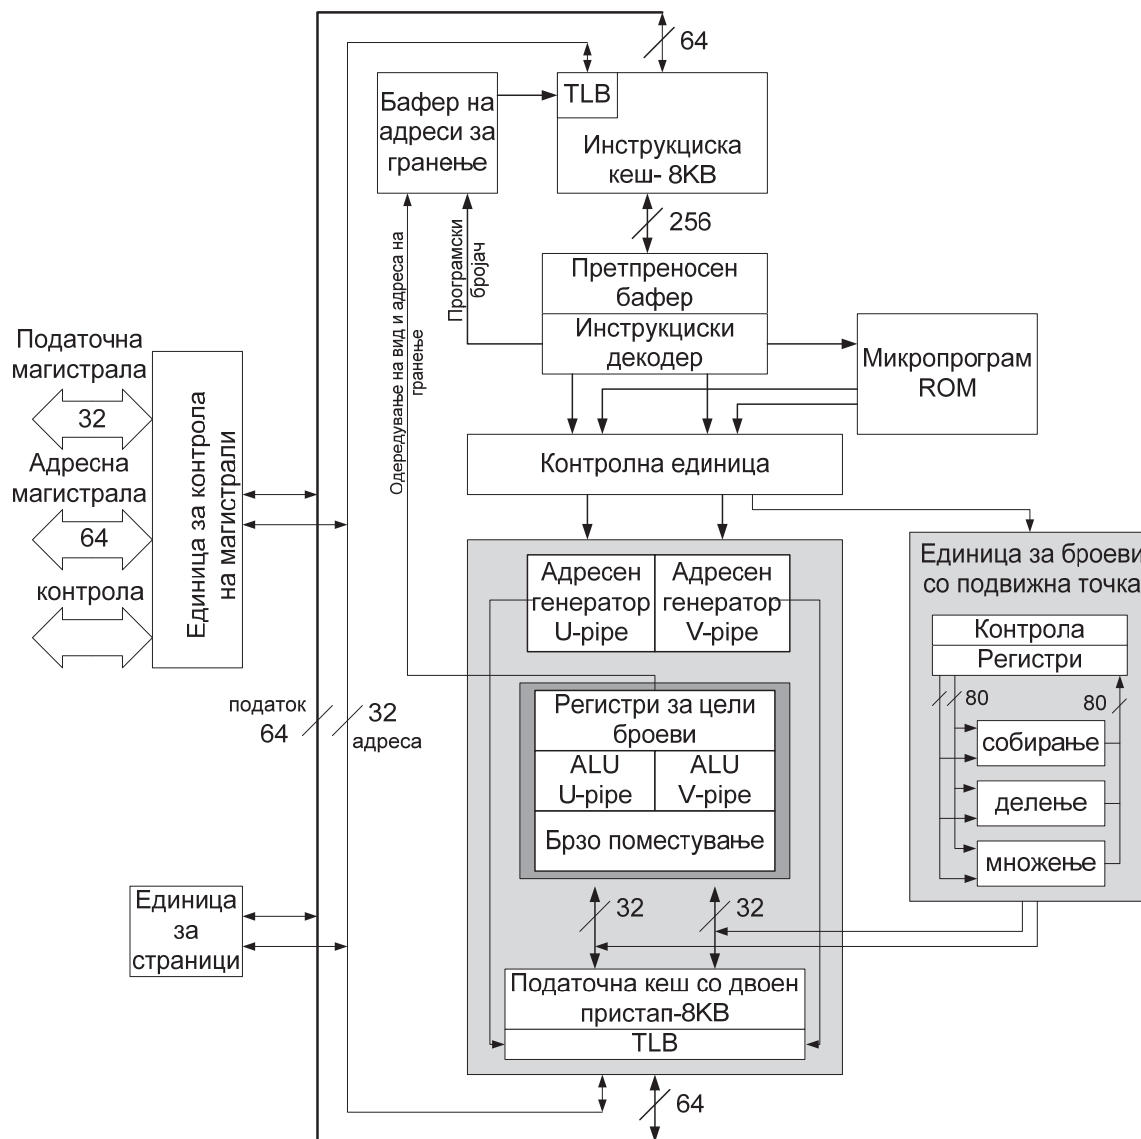 64
TLB
Инструкциска
кеш- 8KB
Бафер на
адреси за
гранење
256
Програмски
бројач
Одередување на вид и адреса на
гранење
Претпреносен
бафер
Инструкциски
декодер
Микропрограм
ROM
Податочна
магистрала
32
Адресна
магистрала
64
контрола
Единица за контрола
на магистрали
Контролна единица
Адресен
генератор
U-pipe
Адресен
генератор
V-pipe
Единица за броеви
со подвижна точка
Контрола
Регистри
80
80
собирање
делење
множење
податок
64
32
адреса
Регистри за цели
броеви
ALU
U-pipe
ALU
V-pipe
Брзо поместување
32
32
Единица
за
страници
Податочна кеш со двоен
пристап-8KB
TLB
64